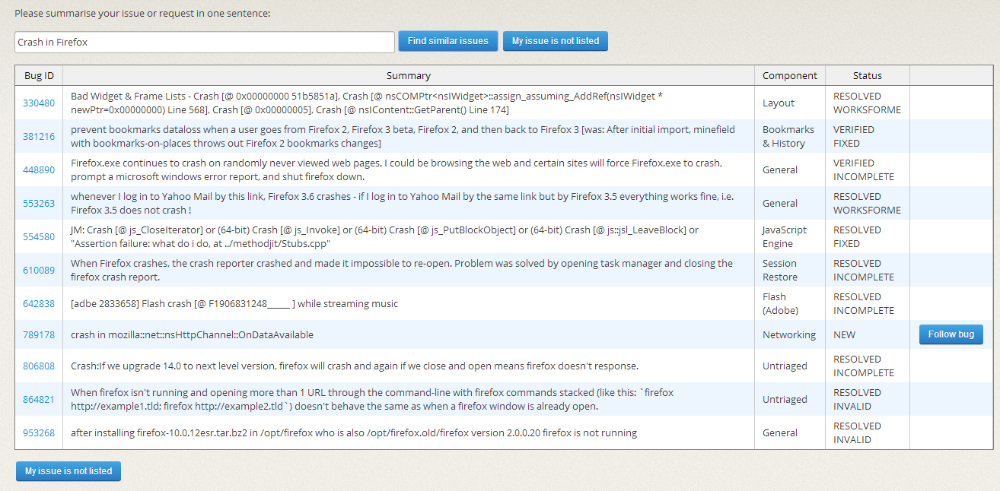 Please summarise your issue or request in one sentence:
Crash in Firefox
Find similar issues
My issue is not listed
Bug ID Summary Component Status
330480
Bad Widget & Frame Lists - Crash [@ 0x00000000 51b5851a], Crash [@ nsCOMPtr<nsIWidget>::assign_assuming_AddRef(nsIWidget *
newPtr=0x00000000) Line 568], Crash [@ 0x00000005], Crash [@ nsIContent::GetParent() Line 174]
Layout
RESOLVED
WORKSFORME
381216
prevent bookmarks dataloss when a user goes from Firefox 2, Firefox 3 beta, Firefox 2, and then back to Firefox 3 [was: After initial import, minefield
with bookmarks-on-places throws out Firefox 2 bookmarks changes]
Bookmarks
& History
VERIFIED
FIXED
448890
Firefox.exe continues to crash on randomly never viewed web pages. I could be browsing the web and certain sites will force Firefox.exe to crash,
prompt a microsoft windows error report, and shut firefox down.
General
VERIFIED
INCOMPLETE
553263
whenever I log in to Yahoo Mail by this link, Firefox 3.6 crashes - if I log in to Yahoo Mail by the same link but by Firefox 3.5 everything works fine, i.e.
Firefox 3.5 does not crash !
General
RESOLVED
WORKSFORME
554580
JM: Crash [@ js_CloseIterator] or (64-bit) Crash [@ js_Invoke] or (64-bit) Crash [@ js_PutBlockObject] or (64-bit) Crash [@ js::jsl_LeaveBlock] or
"Assertion failure: what do i do, at ../methodjit/Stubs.cpp"
JavaScript
Engine
RESOLVED
FIXED
610089
When Firefox crashes, the crash reporter crashed and made it impossible to re-open. Problem was solved by opening task manager and closing the
firefox crash report.
Session
Restore
RESOLVED
INCOMPLETE
642838
[adbe 2833658] Flash crash [@ F1906831248_____ ] while streaming music
Flash
(Adobe)
RESOLVED
INCOMPLETE
789178
crash in mozilla::net::nsHttpChannel::OnDataAvailable
Networking
NEW
Follow bug
806808
Crash:If we upgrade 14.0 to next level version, firefox will crash and again if we close and open means firefox doesn't response.
Untriaged
RESOLVED
INCOMPLETE
864821
When firefox isn't running and opening more than 1 URL through the command-line with firefox commands stacked (like this: `firefox
http://example1.tld; firefox http://example2.tld`) doesn't behave the same as when a firefox window is already open.
Untriaged
RESOLVED
INVALID
953268
after installing firefox-10.0.12esr.tar.bz2 in /opt/firefox who is also /opt/firefox.old/firefox version 2.0.0.20 firefox is not running
General
RESOLVED
INVALID
My issue is not listed